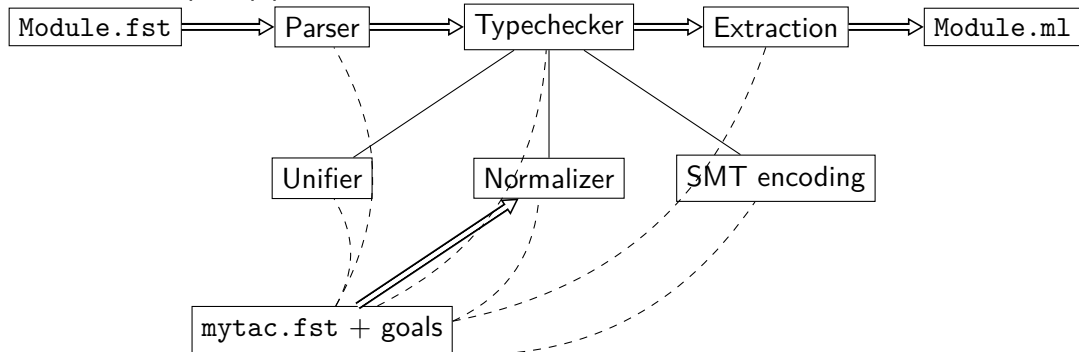 Module.fst Parser Typechecker Extraction Module.ml
Unifier Normalizer SMT encoding
mytac.fst + goals